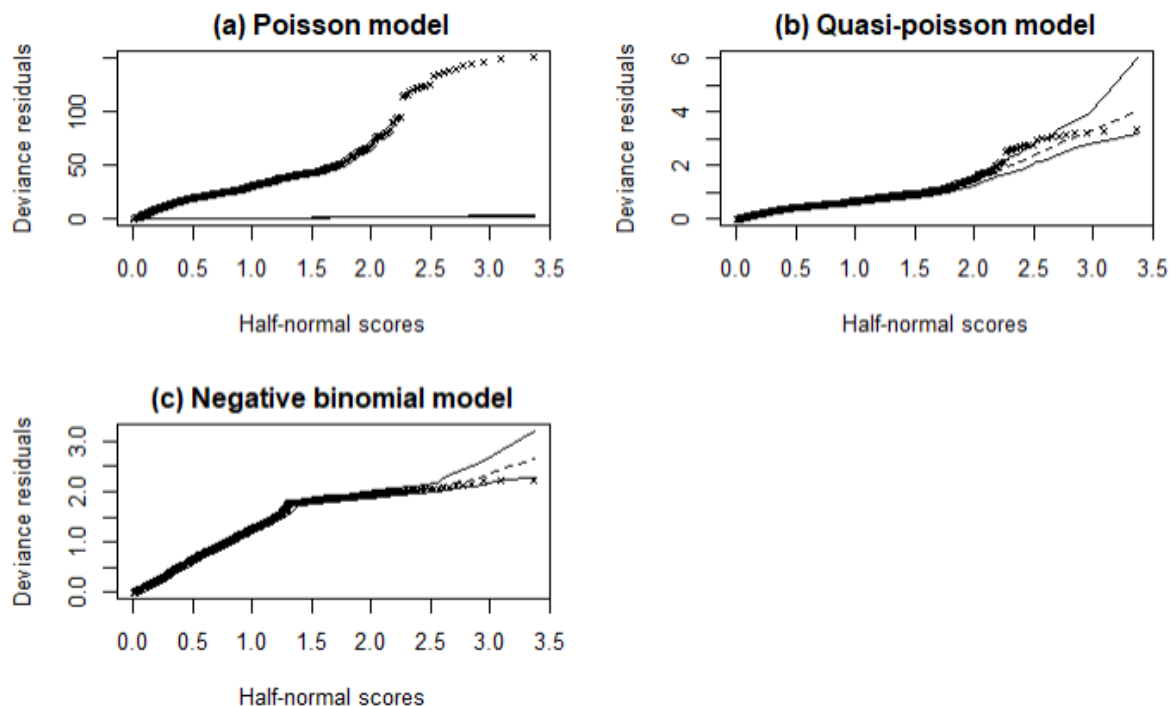 (a) Poisson model
Deviance residuals
0 50 100
0.0 0.5 1.0 1.5 2.0 2.5 3.0 3.5
Half-normal scores
(b) Quasi-poisson model
Deviance residuals
0 2 4 6
0.0 0.5 1.0 1.5 2.0 2.5 3.0 3.5
Half-normal scores
(c) Negative binomial model
Deviance residuals
0.0 1.0 2.0 3.0
0.0 0.5 1.0 1.5 2.0 2.5 3.0 3.5
Half-normal scores